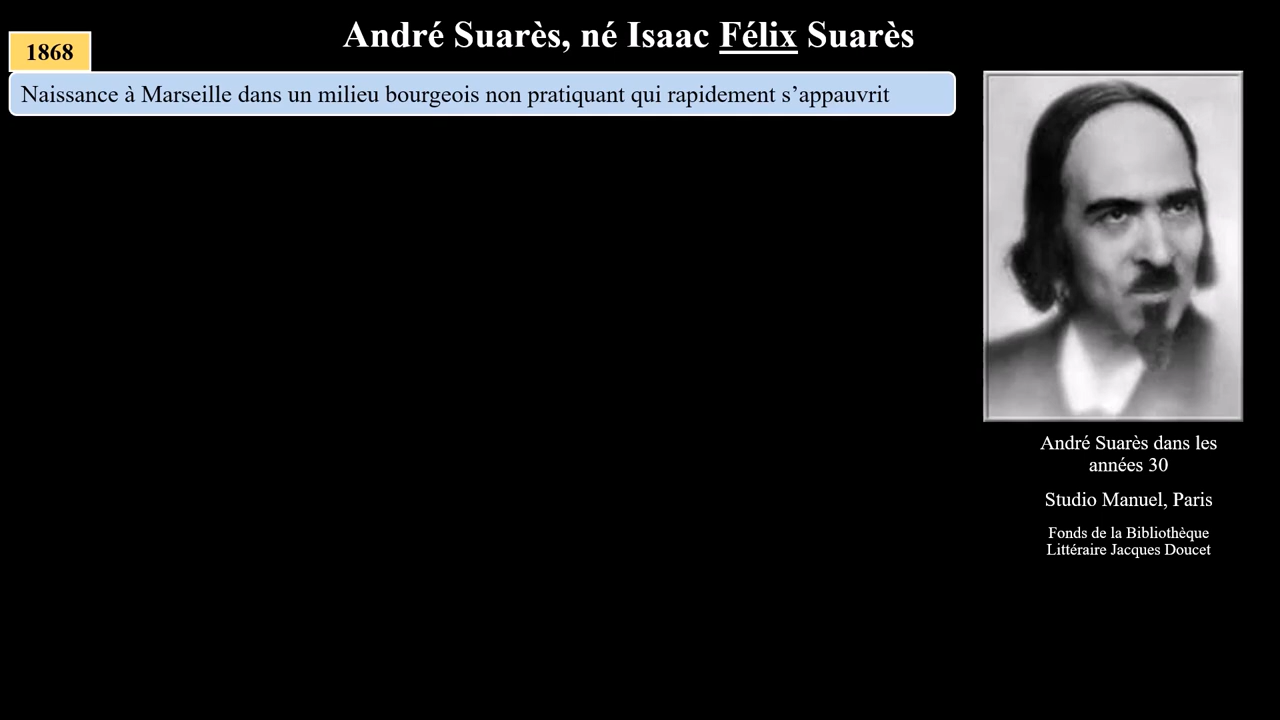 André Suarès, né Isaac Félix Suarès
1868
Naissance à Marseille dans un milieu bourgeois non pratiquant qui rapidement s’appauvrit
André Suarès dans les
années 30
Studio Manuel, Paris
Fonds de la Bibliothèque
Littéraire Jacques Doucet